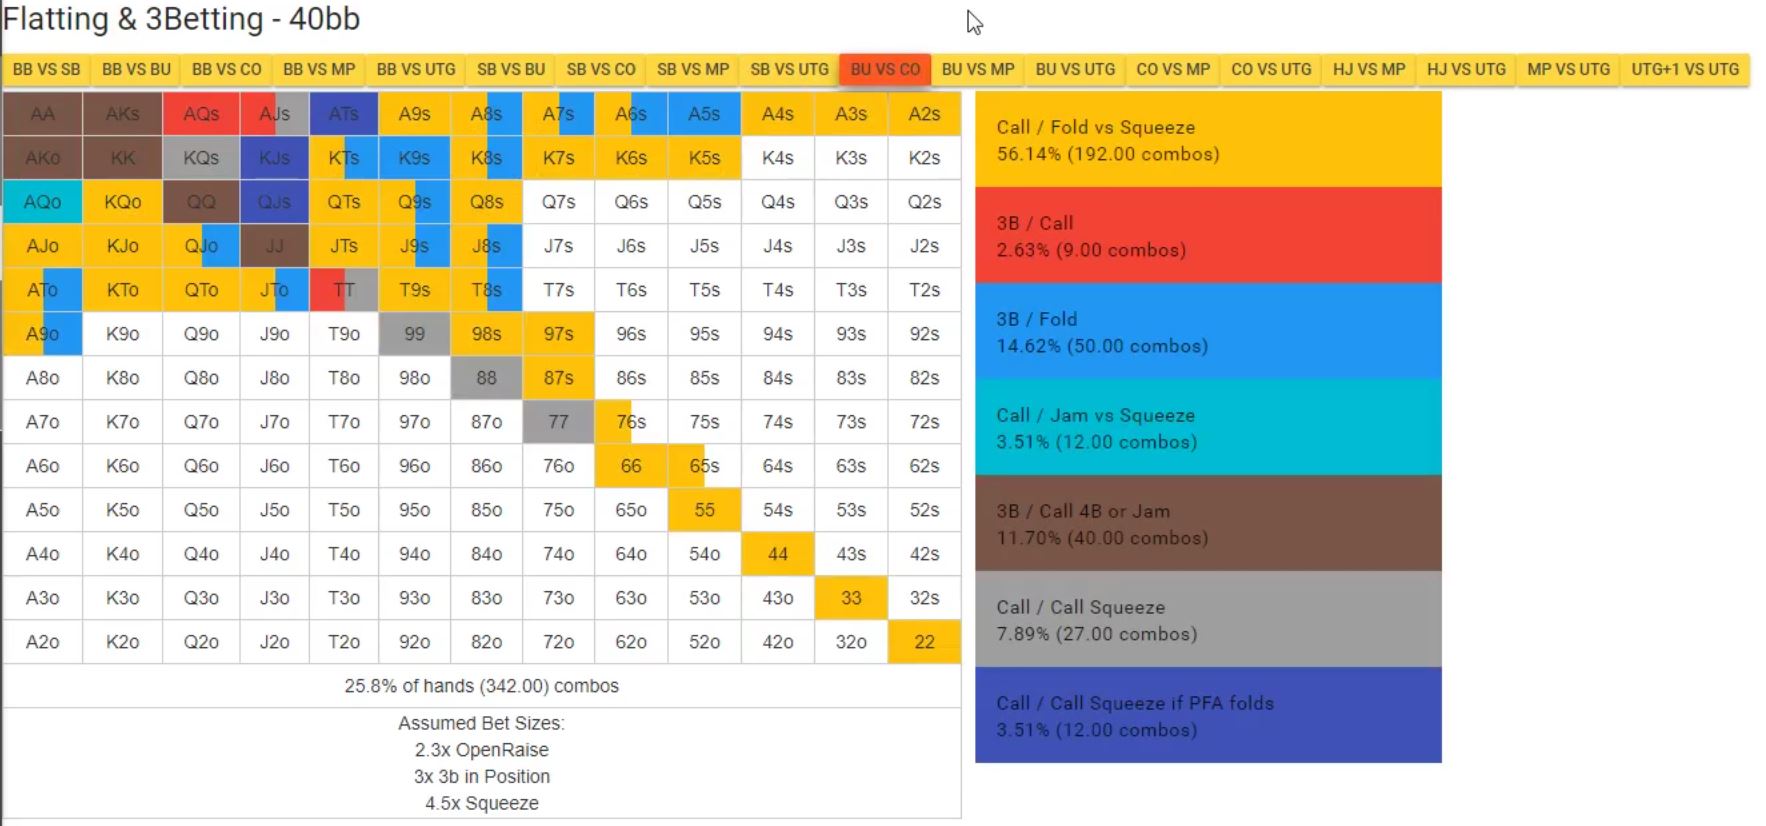 Flatting & 3Betting - 40bb
BB VS SB BB VS BU BB VS CO BB VS MP BB VS UTG SB VS BU SB VS CO SB VS MP SB VS UTG BU VS CO BU VS MP BU VS UTG CO VS MP CO VS UTG HJ VS MP HJ VS UTG MP VS UTG UTG+1 VS UTG
AA AKs AQs AJs ATs A9s A8s A7s A6s A5s A4s A3s A2s
AKo KK KQs KJs KTs K9s K8s K7s K6s K5s K4s K3s K2s
AQo KQo QQ QJs QTs Q9s Q8s Q7s Q6s Q5s Q4s Q3s Q2s
AJo KJo QJo JJ JTs J9s J8s J7s J6s J5s J4s J3s J2s
ATo KTo QTo JTo TT T9s T8s T7s T6s T5s T4s T3s T2s
A9o K9o Q9o J9o T9o 99 98s 97s 96s 95s 94s 93s 92s
A8o K8o Q8o J8o T8o 98o 88 87s 86s 85s 84s 83s 82s
A7o K7o Q7o J7o T7o 97o 87o 77 76s 75s 74s 73s 72s
A6o K6o Q6o J6o T6o 96o 86o 76o 66 65s 64s 63s 62s
A5o K5o Q5o J5o T5o 95o 85o 75o 65o 55 54s 53s 52s
A4o K4o Q4o J4o T4o 94o 84o 74o 64o 54o 44 43s 42s
A3o K3o Q3o J3o T3o 93o 83o 73o 63o 53o 43o 33 32s
A2o K2o Q2o J2o T2o 92o 82o 72o 62o 52o 42o 32o 22
25.8% of hands (342.00) combos
Assumed Bet Sizes:
2.3x OpenRaise
3x 3b in Position
4.5x Squeeze
Call / Fold vs Squeeze
56.14% (192.00 combos)
3B / Call
2.63% (9.00 combos)
3B / Fold
14.62% (50.00 combos)
Call / Jam vs Squeeze
3.51% (12.00 combos)
3B / Call 4B or Jam
11.70% (40.00 combos)
Call / Call Squeeze
7.89% (27.00 combos)
Call / Call Squeeze if PFA folds
3.51% (12.00 combos)